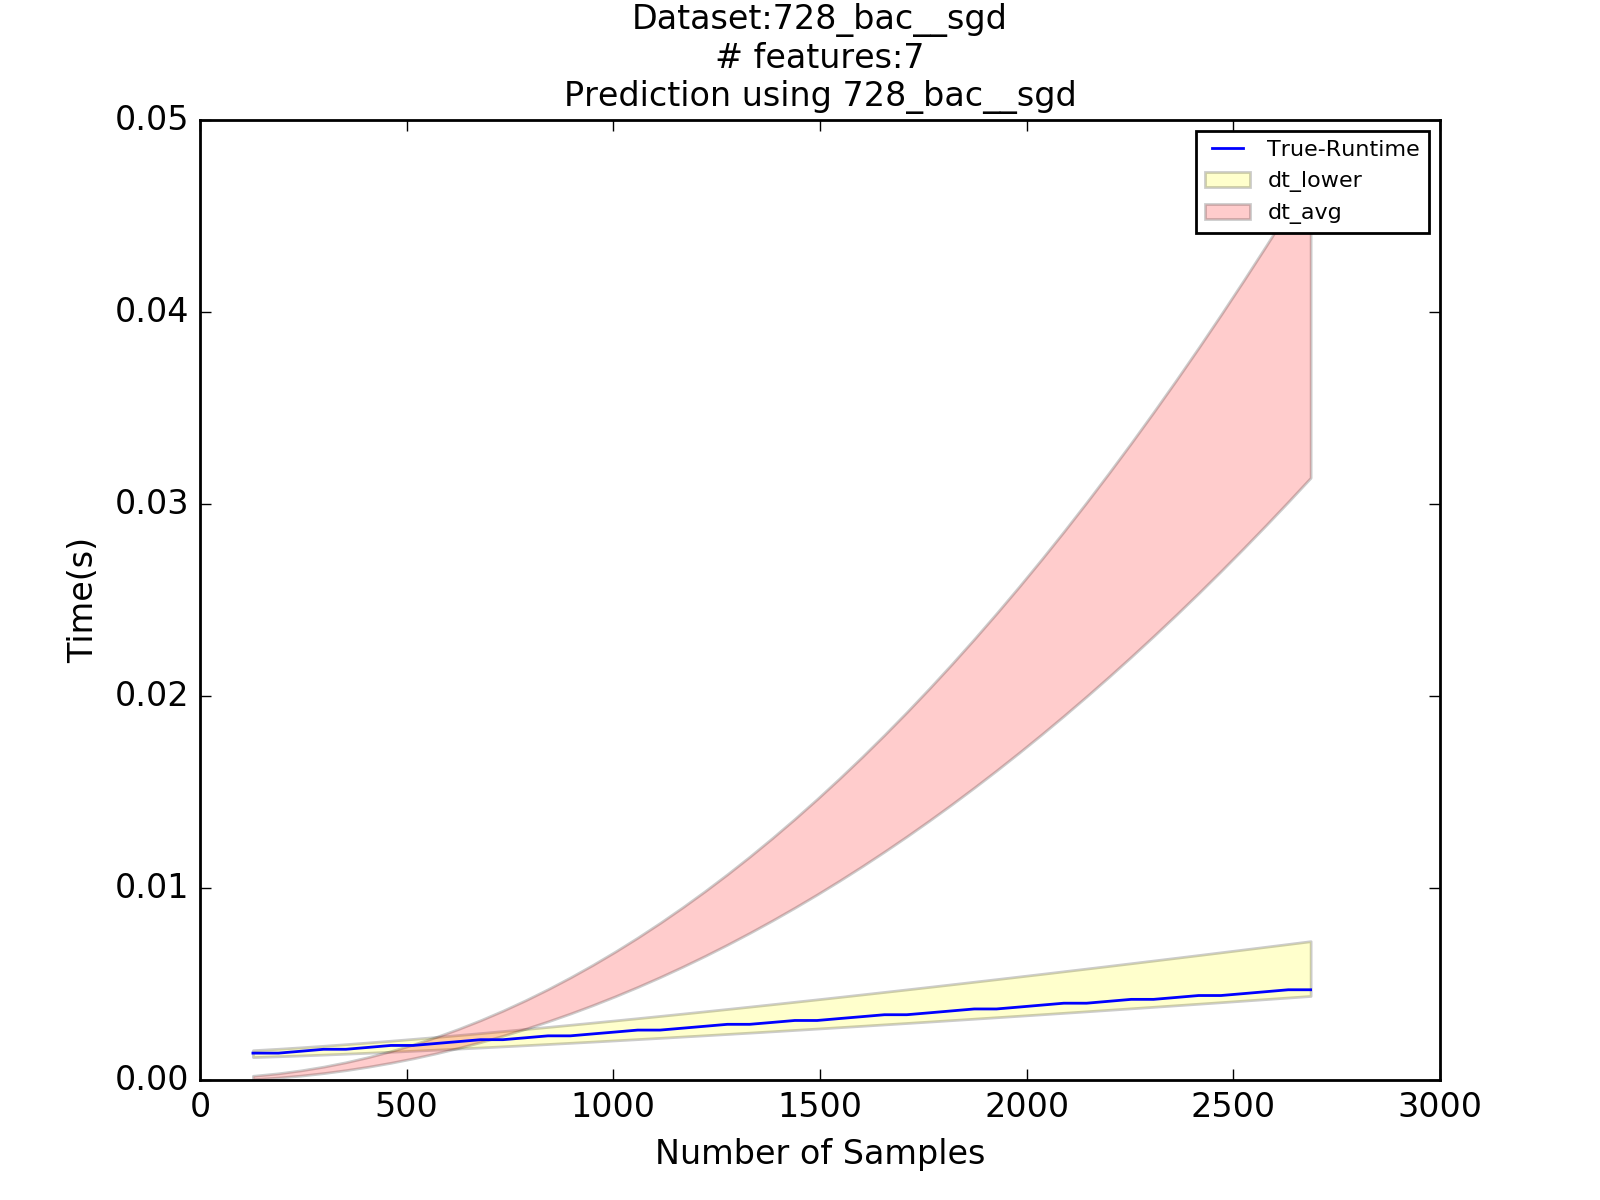 Dataset:728_bac__sgd
# features:7
Prediction using 728_bac__sgd
0.05
0.04
0.03
0.02
0.01
0.00
Time(s)
True-Runtime
dt_lower
dt_avg
0 500 1000 1500 2000 2500 3000
Number of Samples